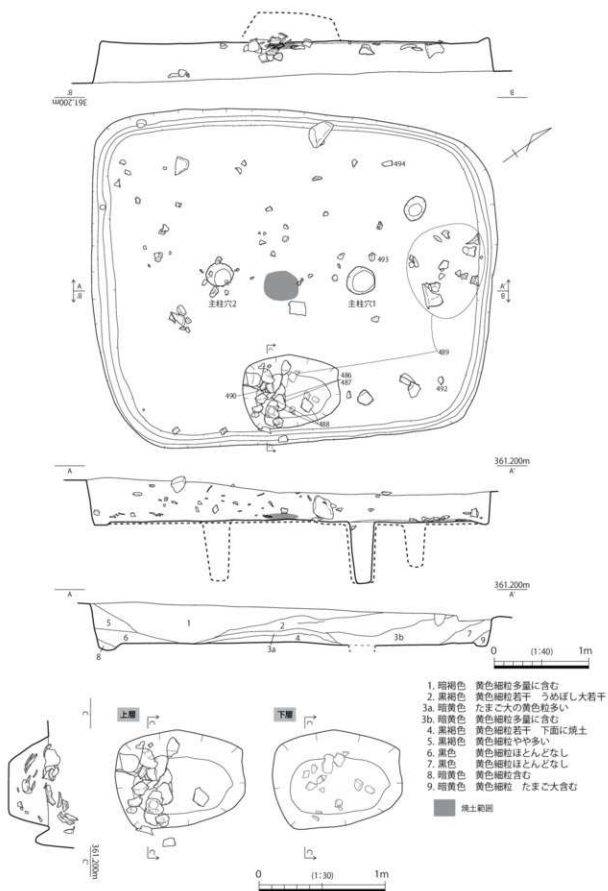 B'
361.200m
B
494
493
A
B'
A'
B
主柱穴2
主柱穴1
C
489
486
487
490
492
488
C'
361.200m
A
A'
361.200m
A
A'
5
1
2
6
3a
4
3b
7
9
8
0
(1:40)
1m
1. 暗褐色 黄色細粒多量に含む
2. 黒褐色 黄色細粒若干 うめぼし大若干
3a. 暗黄色 たまご大の黄色粒多い
3b. 暗黄色 黄色細粒多量に含む
4. 黒褐色 黄色細粒若干 下面に焼土
5. 黒褐色 黄色細粒やや多い
6. 黒色 黄色細粒ほとんどなし
7. 黒色 黄色細粒ほとんどなし
8. 暗黄色 黄色細粒含む
9. 暗黄色 黄色細粒 たまご大含む
焼土範囲
上層
下層
361.200m
0
(1:30)
1m